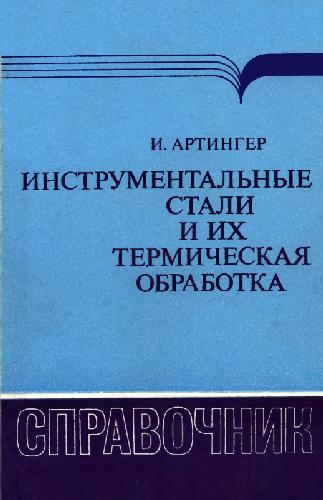 И. АРТИНГЕР
ИНСТРУМЕНТАЛЬНЫЕ
СТАЛИ
И ИХ
ТЕРМИЧЕСКАЯ
ОБРАБОТКА
СПРАВОЧНИК